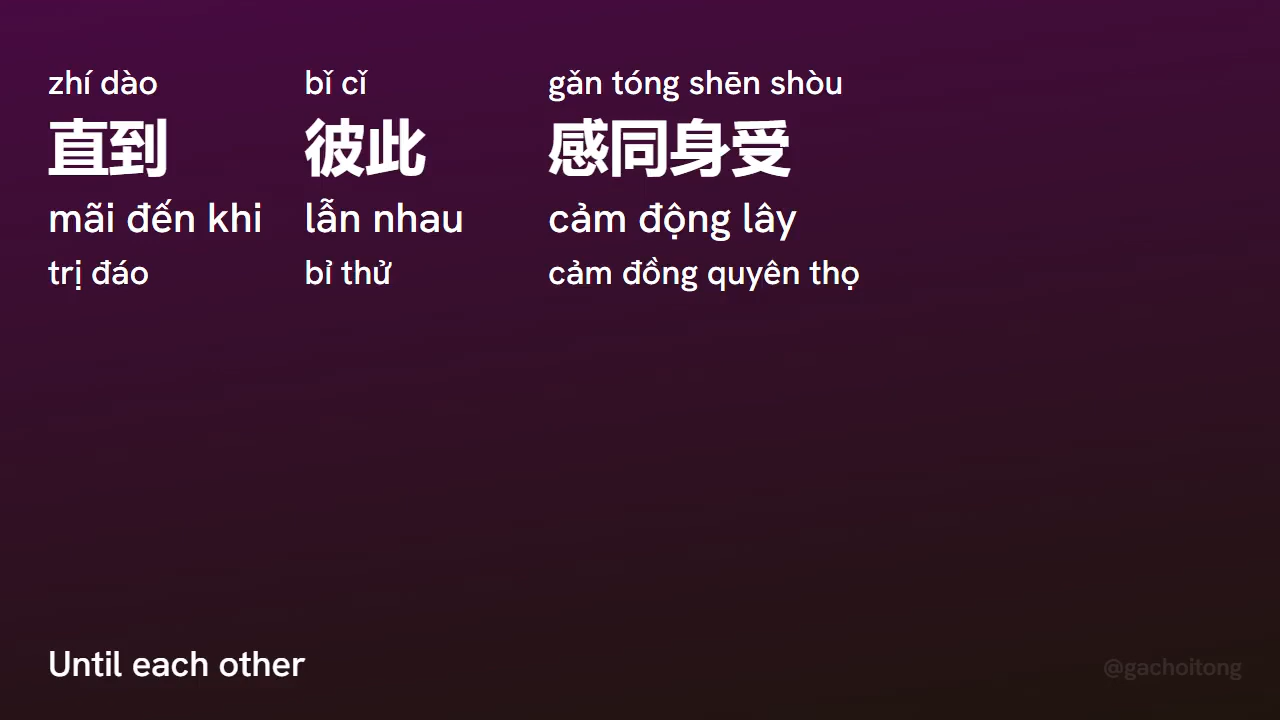 zhí dào bǐ cǐ gǎn tóng shēn shòu
直到 彼此 感同身受
mãi đến khi lẫn nhau cảm động lây
trị đáo bỉ thử cảm đồng quyên thọ
Until each other
@gachoitong